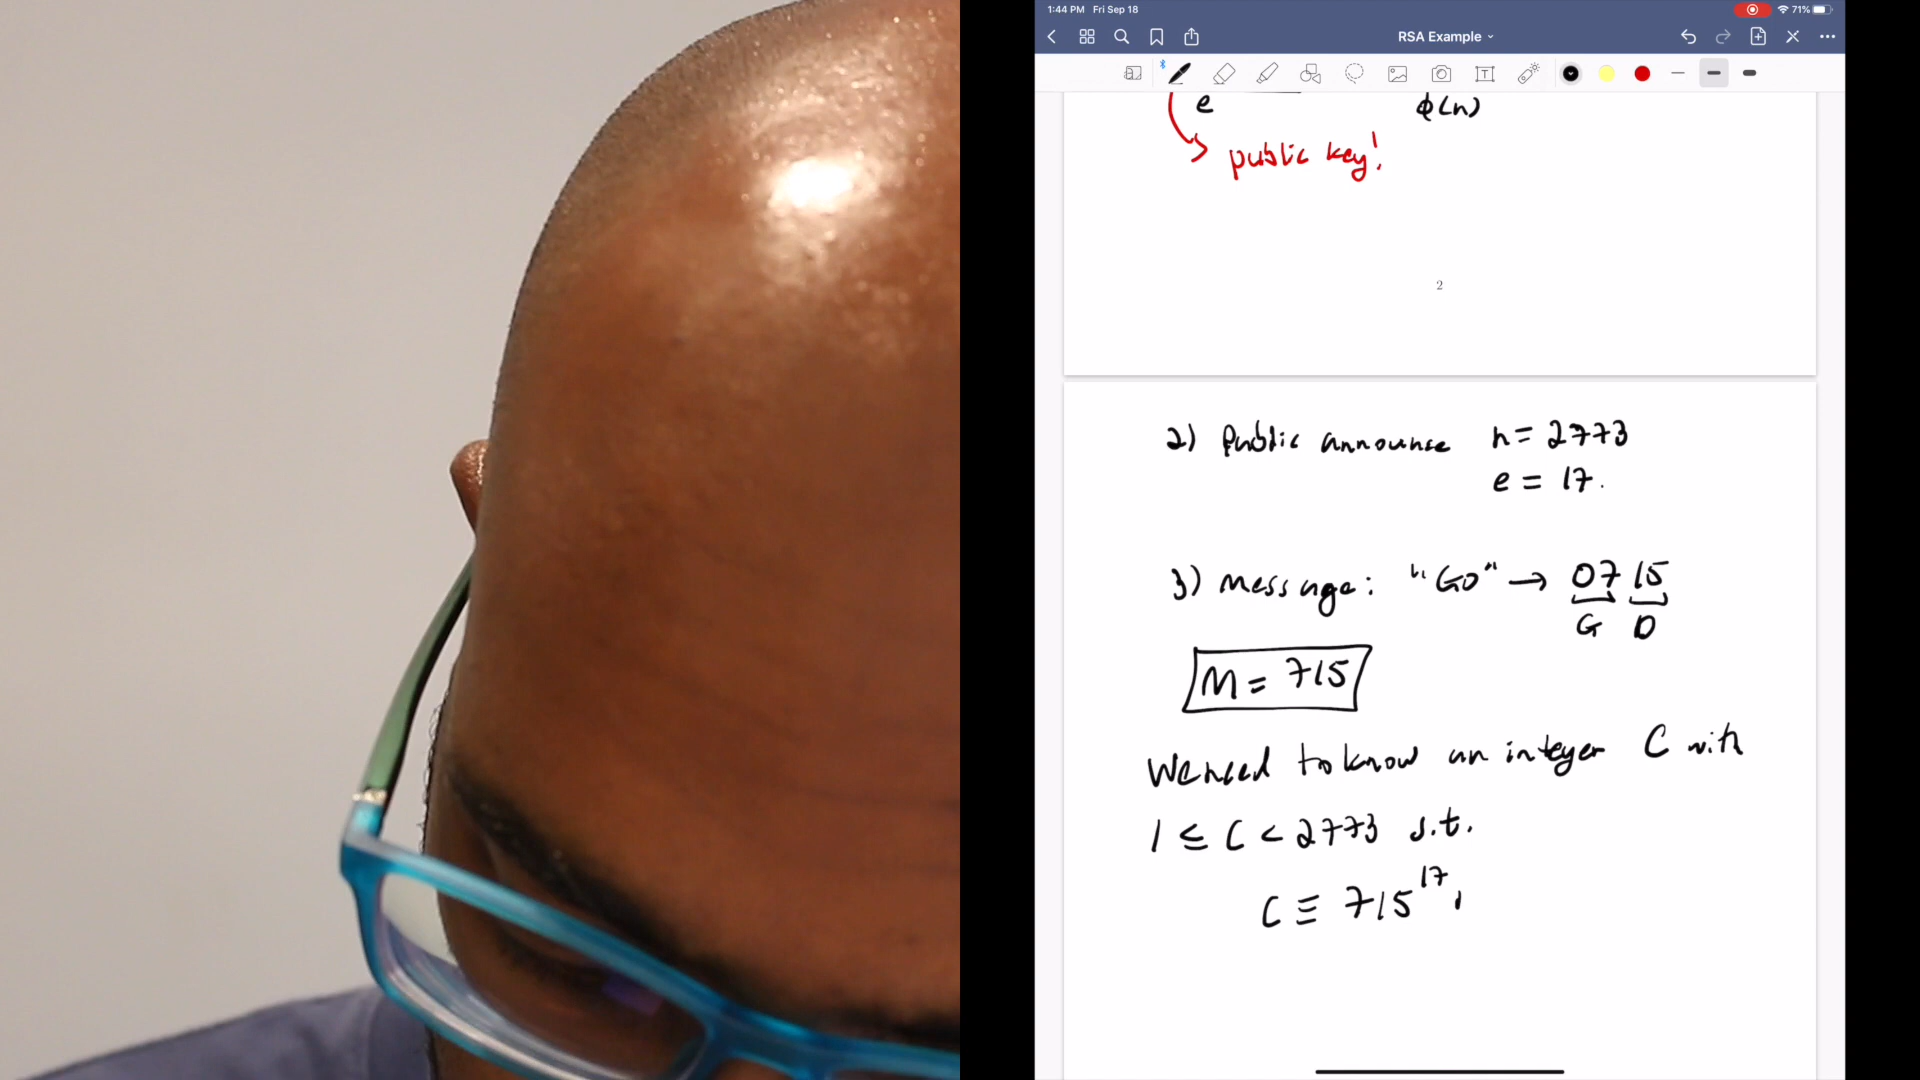 1:44 PM Fri Sep 18
71%
RSA Example
e ϕ(n)
public key!
2
2) Public announce n = 2773
e = 17.
3) message: "GO" → 07 15
G O
M = 715
We need to know an integer C with
1 ≤ C < 2773 s.t.
C ≡ 715^17